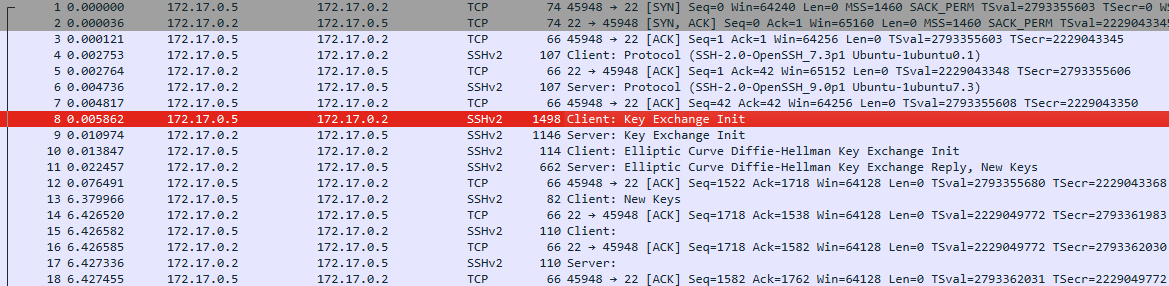 1 0.000000 172.17.0.5 172.17.0.2 TCP 74 45948 → 22 [SYN] Seq=0 Win=64240 Len=0 MSS=1460 SACK_PERM TSval=2793355603 TSecr=0 W
2 0.000036 172.17.0.2 172.17.0.5 TCP 74 22 → 45948 [SYN, ACK] Seq=0 Ack=1 Win=65160 Len=0 MSS=1460 SACK_PERM TSval=2229043345
3 0.000121 172.17.0.5 172.17.0.2 TCP 66 45948 → 22 [ACK] Seq=1 Ack=1 Win=64256 Len=0 TSval=2793355603 TSecr=2229043345
4 0.002753 172.17.0.5 172.17.0.2 SSHv2 107 Client: Protocol (SSH-2.0-OpenSSH_7.3p1 Ubuntu-1ubuntu0.1)
5 0.002764 172.17.0.2 172.17.0.5 TCP 66 22 → 45948 [ACK] Seq=1 Ack=42 Win=65152 Len=0 TSval=2229043348 TSecr=2793355606
6 0.004736 172.17.0.2 172.17.0.5 SSHv2 107 Server: Protocol (SSH-2.0-OpenSSH_9.0p1 Ubuntu-1ubuntu7.3)
7 0.004817 172.17.0.5 172.17.0.2 TCP 66 45948 → 22 [ACK] Seq=42 Ack=42 Win=64256 Len=0 TSval=2793355608 TSecr=2229043350
8 0.005862 172.17.0.5 172.17.0.2 SSHv2 1498 Client: Key Exchange Init
9 0.010974 172.17.0.2 172.17.0.5 SSHv2 1146 Server: Key Exchange Init
10 0.013847 172.17.0.5 172.17.0.2 SSHv2 114 Client: Elliptic Curve Diffie-Hellman Key Exchange Init
11 0.022457 172.17.0.2 172.17.0.5 SSHv2 662 Server: Elliptic Curve Diffie-Hellman Key Exchange Reply, New Keys
12 0.076491 172.17.0.5 172.17.0.2 TCP 66 45948 → 22 [ACK] Seq=1522 Ack=1718 Win=64128 Len=0 TSval=2793355680 TSecr=2229043368
13 6.379966 172.17.0.5 172.17.0.2 SSHv2 82 Client: New Keys
14 6.426520 172.17.0.2 172.17.0.5 TCP 66 22 → 45948 [ACK] Seq=1718 Ack=1538 Win=64128 Len=0 TSval=2229049772 TSecr=2793361983
15 6.426582 172.17.0.5 172.17.0.2 SSHv2 110 Client:
16 6.426585 172.17.0.2 172.17.0.5 TCP 66 22 → 45948 [ACK] Seq=1718 Ack=1582 Win=64128 Len=0 TSval=2229049772 TSecr=2793362030
17 6.427336 172.17.0.2 172.17.0.5 SSHv2 110 Server:
18 6.427455 172.17.0.5 172.17.0.2 TCP 66 45948 → 22 [ACK] Seq=1582 Ack=1762 Win=64128 Len=0 TSval=2793362031 TSecr=2229049772